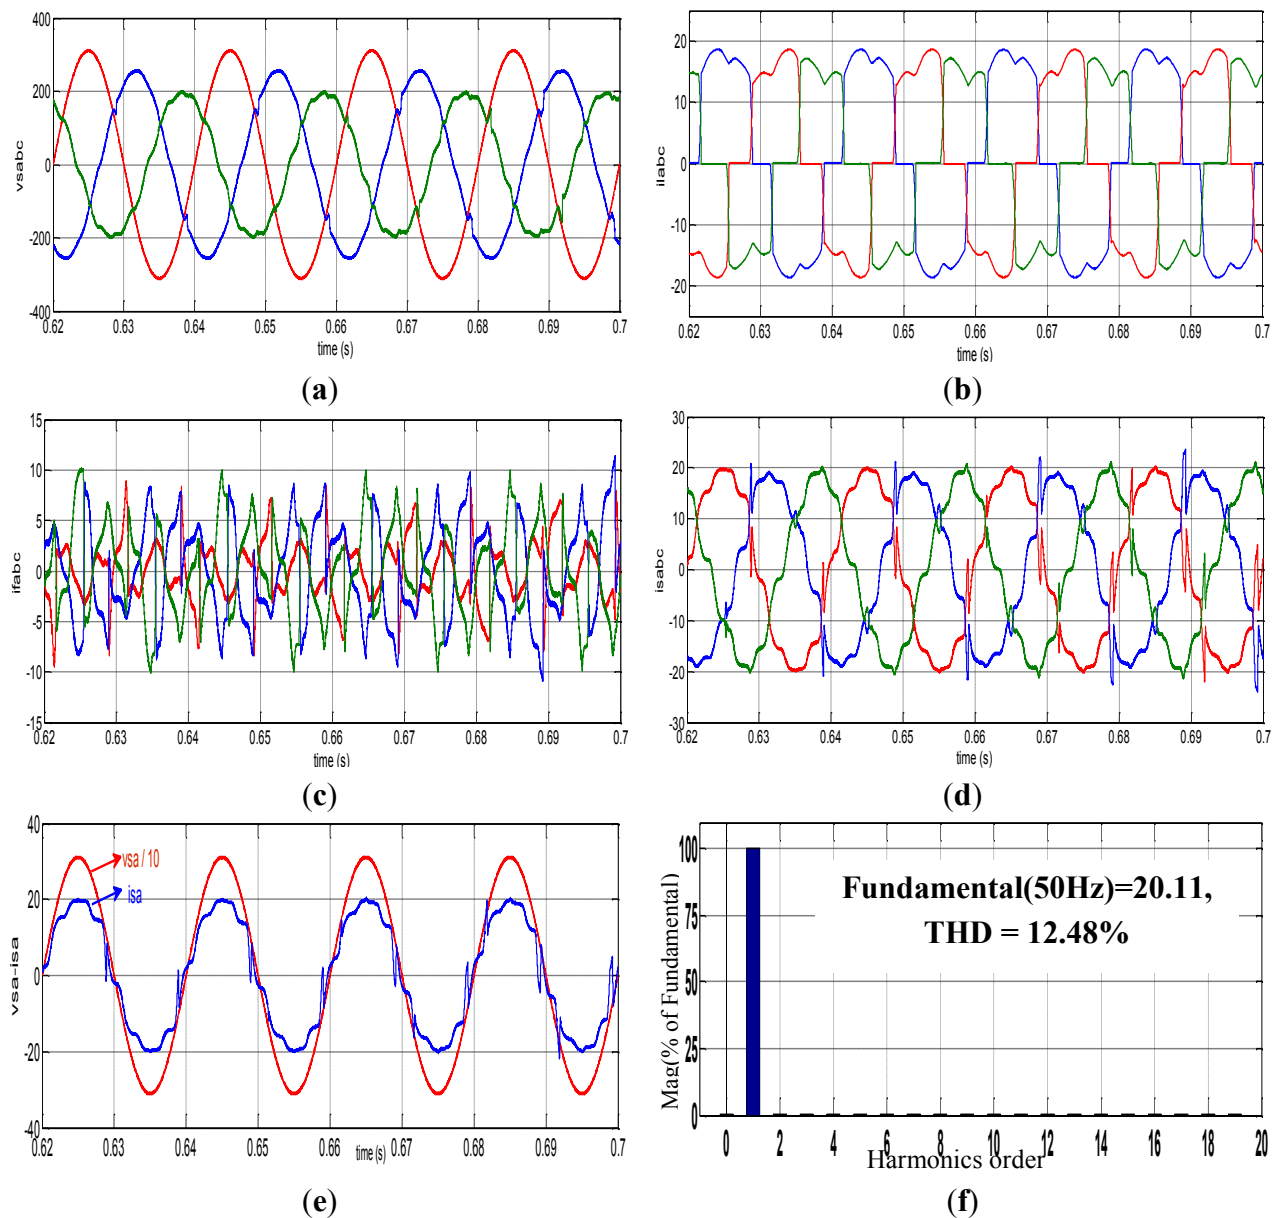 400
200
0
-200
-400
vsabc
0.62 0.63 0.64 0.65 0.66 0.67 0.68 0.69 0.7
time (s)
(a)
20
10
0
-10
-20
ilabc
0.62 0.63 0.64 0.65 0.66 0.67 0.68 0.69 0.7
time (s)
(b)
15
10
5
0
-5
-10
-15
ifabc
0.62 0.63 0.64 0.65 0.66 0.67 0.68 0.69 0.7
time (s)
(c)
30
20
10
0
-10
-20
-30
isabc
0.62 0.63 0.64 0.65 0.66 0.67 0.68 0.69 0.7
time (s)
(d)
40
20
0
-20
-40
vsa-isa
vsa / 10
isa
0.62 0.63 0.64 0.65 0.66 0.67 0.68 0.69 0.7
time (s)
(e)
100
75
50
25
0
Mag(% of Fundamental)
Fundamental(50Hz)=20.11,
THD = 12.48%
0 2 4 6 8 10 12 14 16 18 20
Harmonics order
(f)